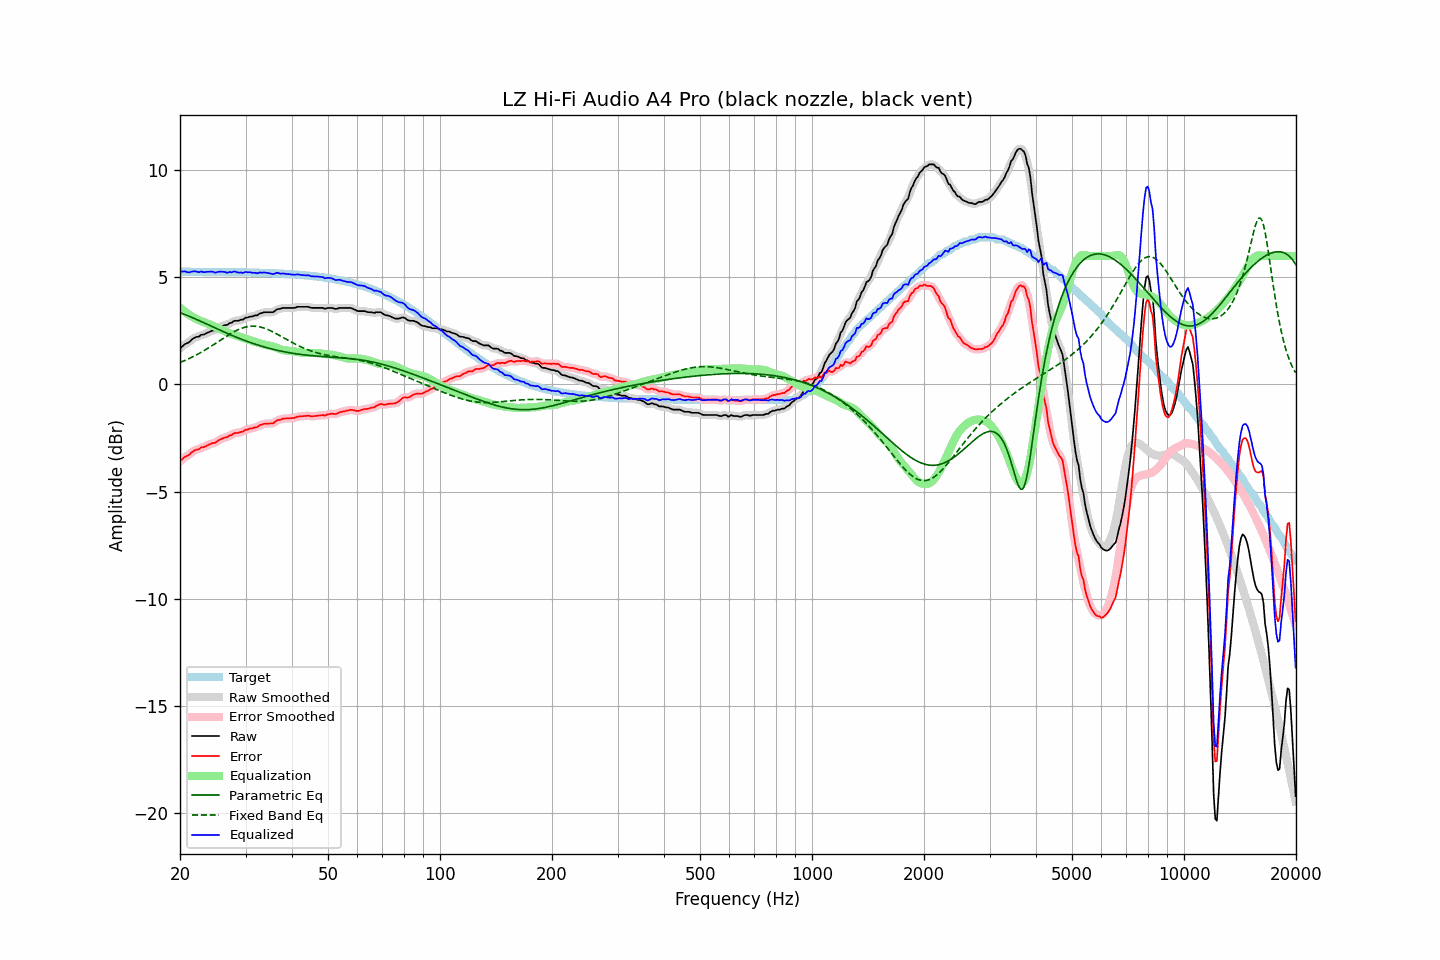 LZ Hi-Fi Audio A4 Pro (black nozzle, black vent)
Amplitude (dBr)
10
5
0
−5
−10
−15
−20
Target
Raw Smoothed
Error Smoothed
Raw
Error
Equalization
Parametric Eq
Fixed Band Eq
Equalized
20 50 100 200 500 1000 2000 5000 10000 20000
Frequency (Hz)